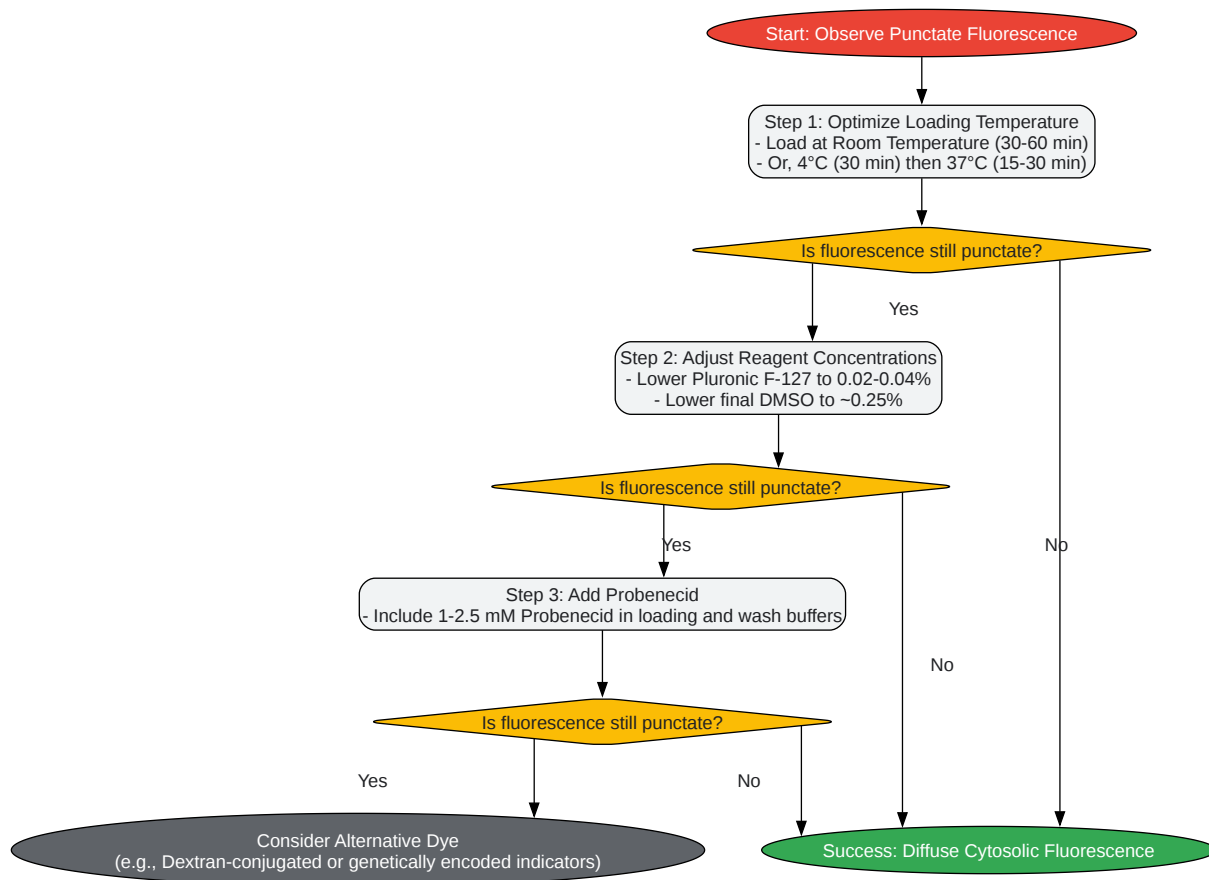 Start: Observe Punctate Fluorescence
Step 1: Optimize Loading Temperature
- Load at Room Temperature (30-60 min)
- Or, 4°C (30 min) then 37°C (15-30 min)
Is fluorescence still punctate?
Yes
Step 2: Adjust Reagent Concentrations
- Lower Pluronic F-127 to 0.02-0.04%
- Lower final DMSO to ~0.25%
Is fluorescence still punctate?
Yes
No
Step 3: Add Probenecid
- Include 1-2.5 mM Probenecid in loading and wash buffers
No
Is fluorescence still punctate?
Yes
No
Consider Alternative Dye
(e.g., Dextran-conjugated or genetically encoded indicators)
Success: Diffuse Cytosolic Fluorescence